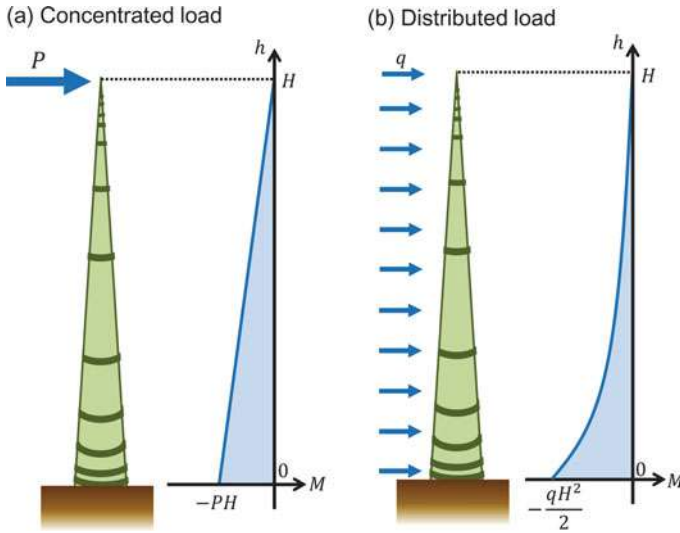 (a) Concentrated load
P
h
H
0
M
−PH
(b) Distributed load
q
h
H
0
M
−qH²/2